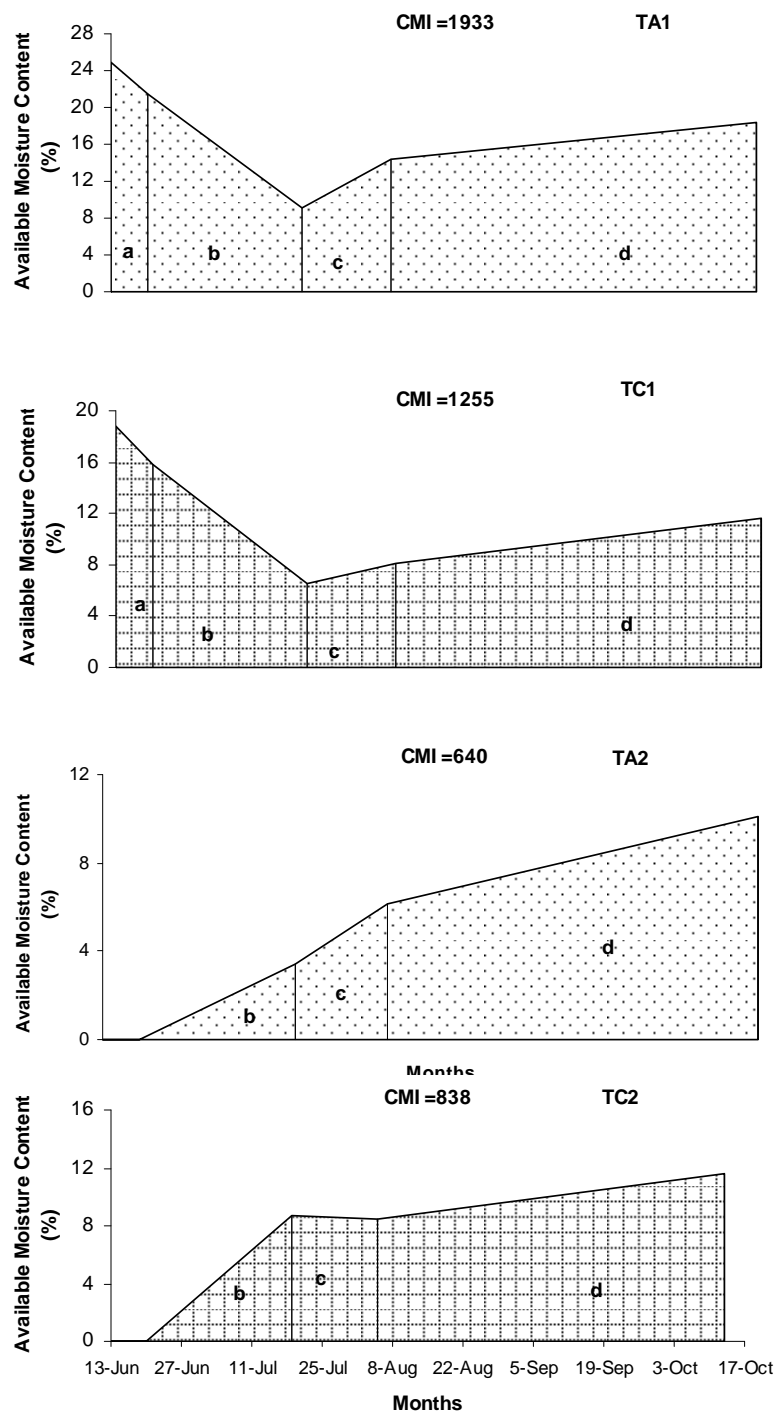 CMI =1933 TA1
Available Moisture Content
(%)
28
24
20
16
12
8
4
0
a
b
c
d
CMI =1255 TC1
Available Moisture Content
(%)
20
16
12
8
4
0
a
b
c
d
CMI =640 TA2
Available Moisture Content
(%)
12
8
4
0
b
c
d
Months
CMI =838 TC2
Available Moisture Content
(%)
16
12
8
4
0
b
c
d
13-Jun 27-Jun 11-Jul 25-Jul 8-Aug 22-Aug 5-Sep 19-Sep 3-Oct 17-Oct
Months